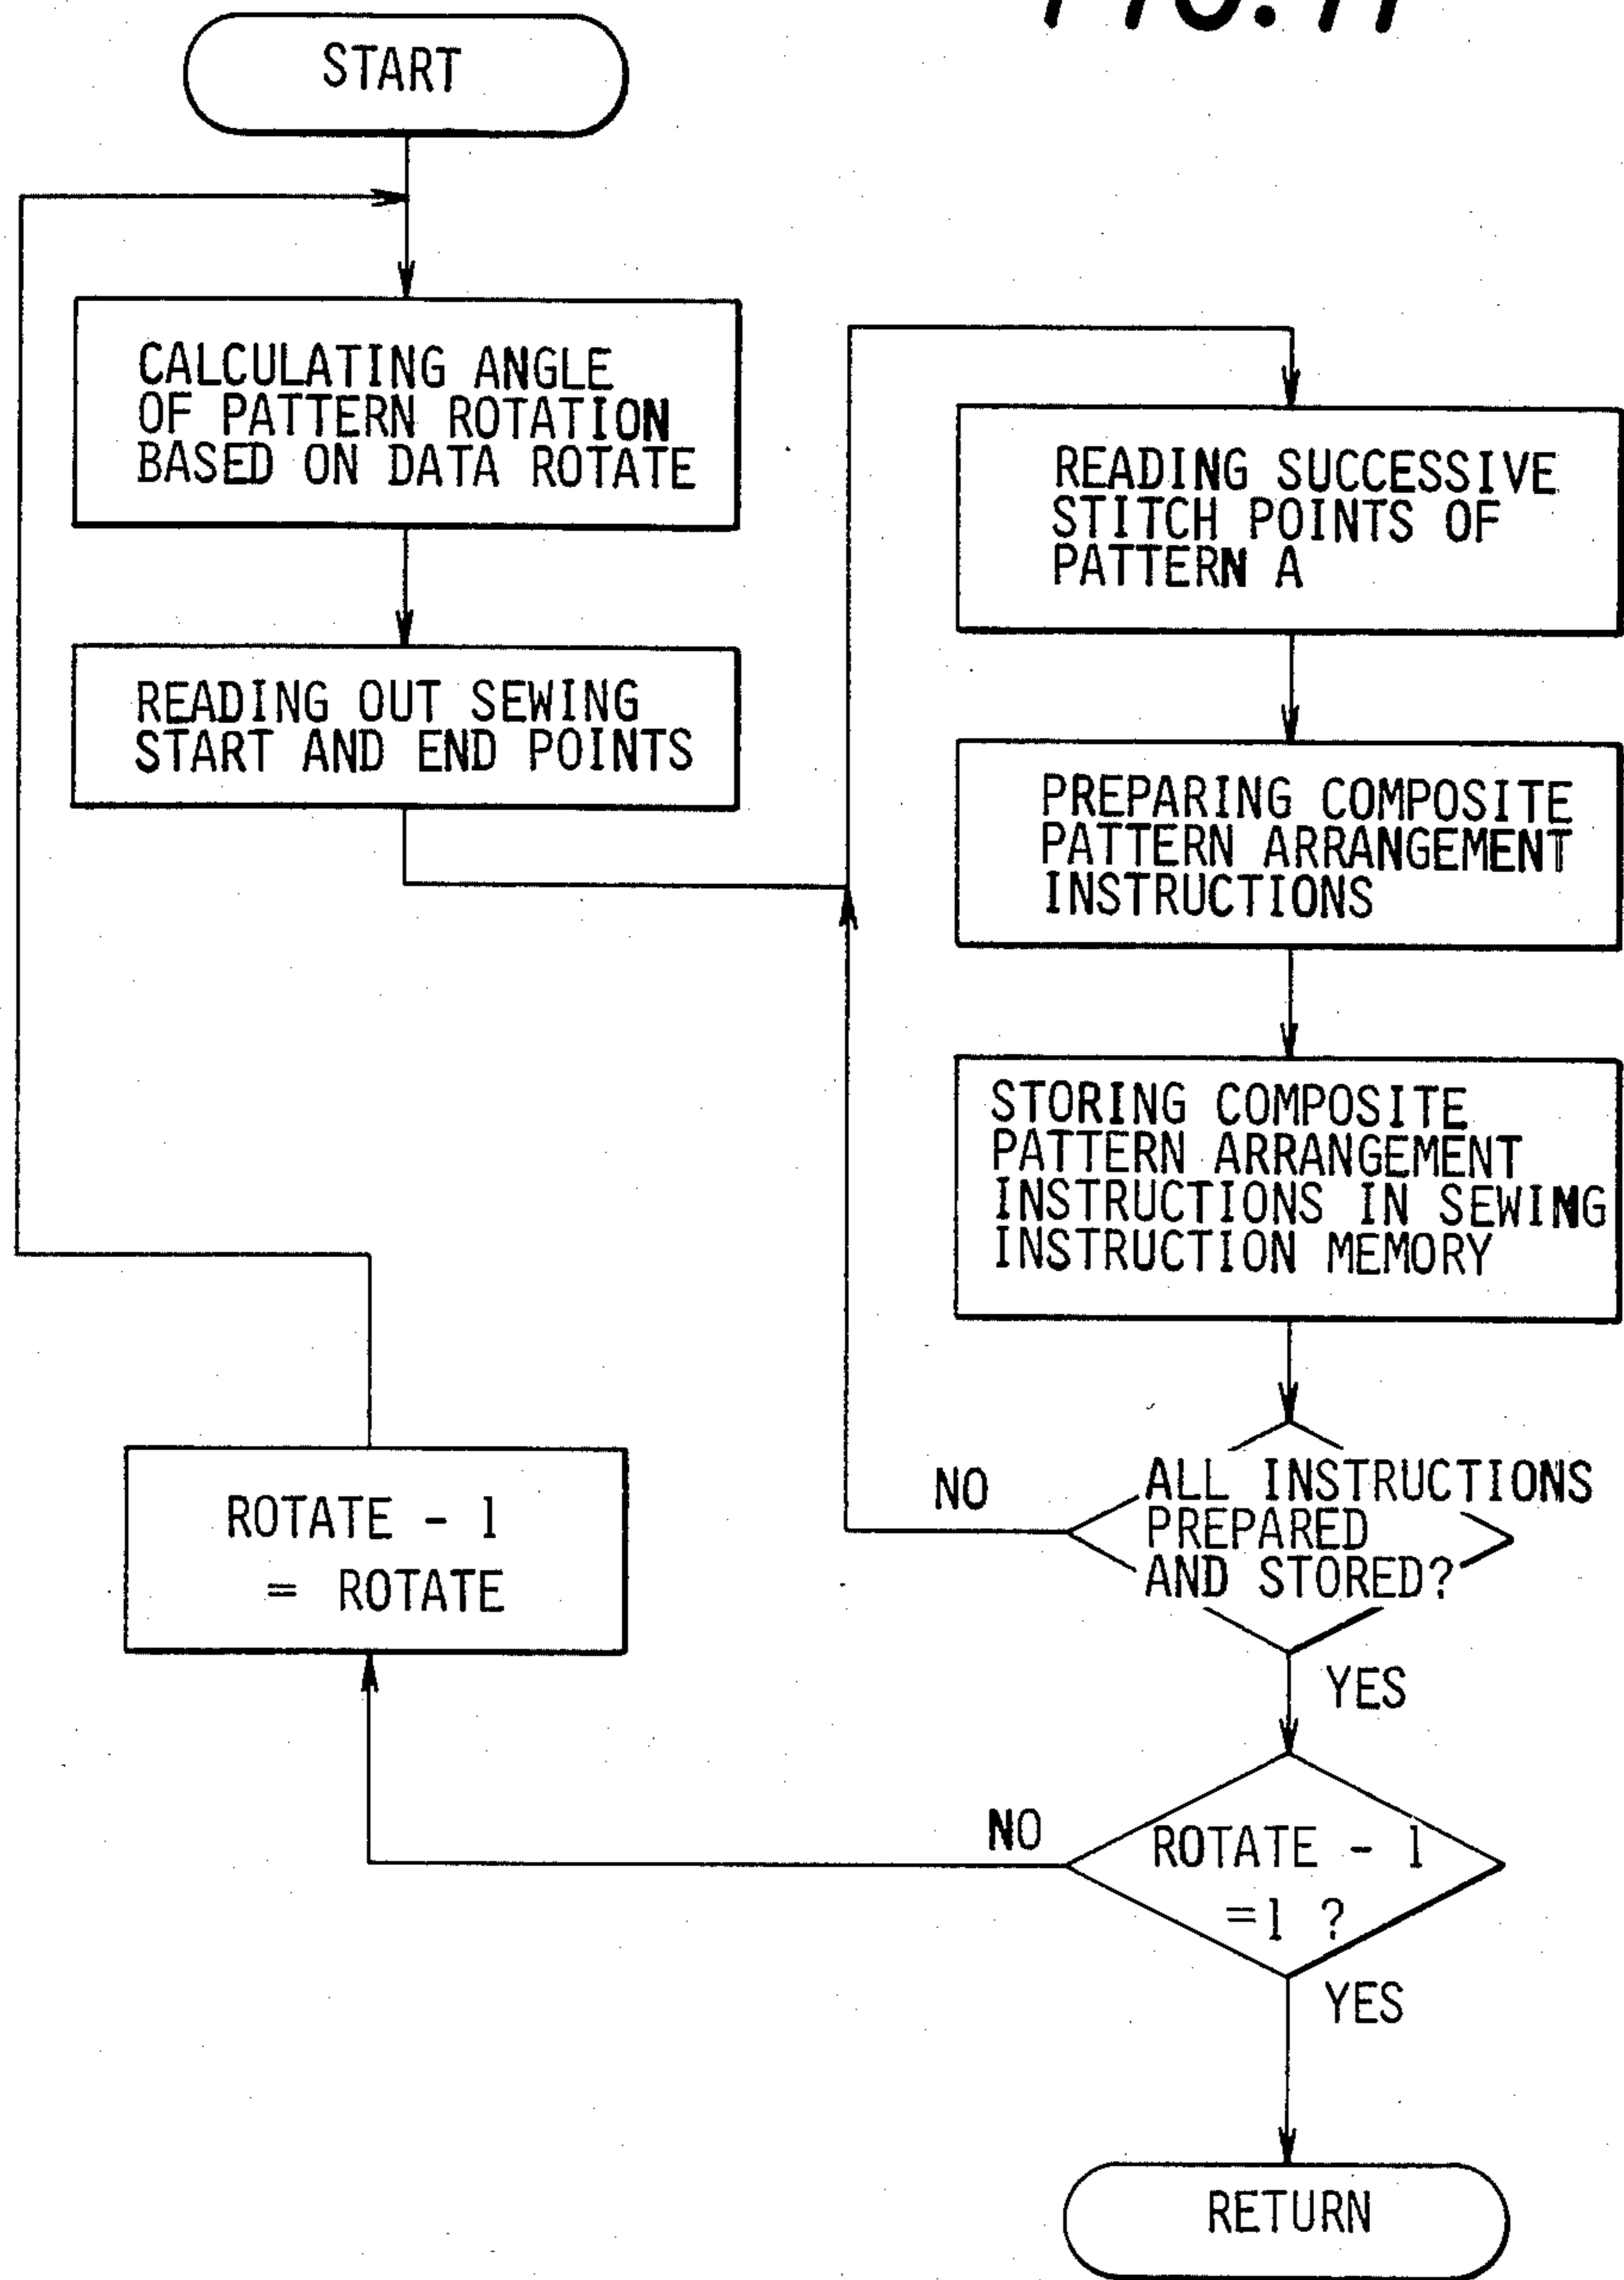 START
CALCULATING ANGLE
OF PATTERN ROTATION
BASED ON DATA ROTATE
READING OUT SEWING
START AND END POINTS
READING SUCCESSIVE
STITCH POINTS OF
PATTERN A
PREPARING COMPOSITE
PATTERN ARRANGEMENT
INSTRUCTIONS
STORING COMPOSITE
PATTERN ARRANGEMENT
INSTRUCTIONS IN SEWING
INSTRUCTION MEMORY
NO
ALL INSTRUCTIONS
PREPARED
AND STORED?
YES
ROTATE - 1
= ROTATE
NO
ROTATE - 1
=1 ?
YES
RETURN